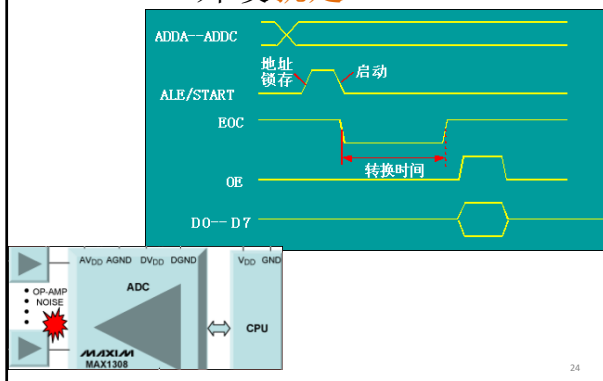 ADDA--ADDC
地址
锁存
启动
ALE/START
EOC
转换时间
OE
D0--D7
AVDD AGND DVDD DGND
VDD GND
ADC
• OP-AMP
• NOISE
CPU
MAXIM
MAX1308
24